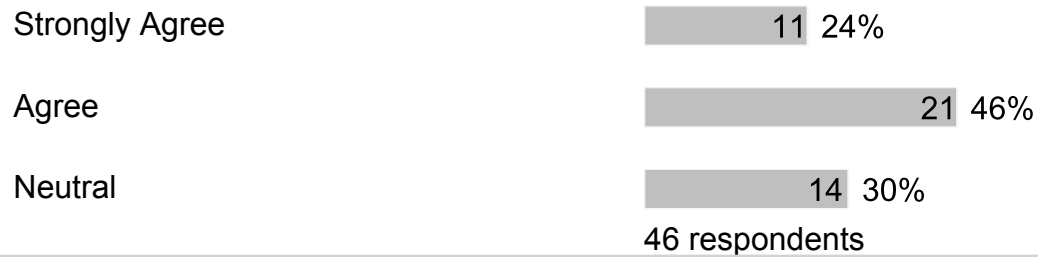 Strongly Agree 11 24%
Agree 21 46%
Neutral 14 30%
46 respondents